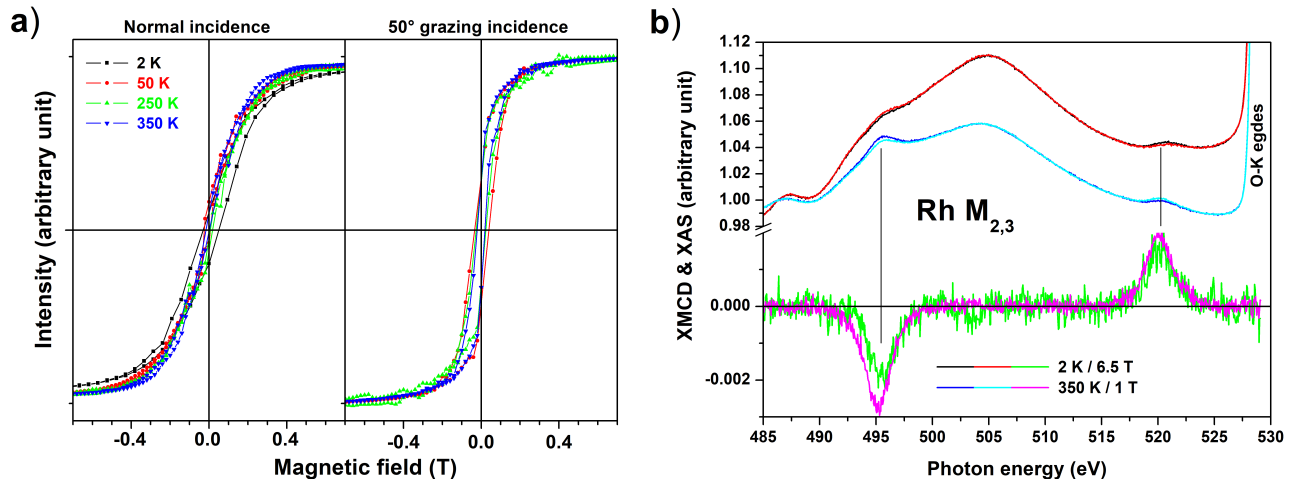 a)
Normal incidence
50° grazing incidence
2 K
50 K
250 K
350 K
Intensity (arbitrary unit)
-0.4
0.0
0.4
-0.4
0.0
0.4
Magnetic field (T)
b)
1.12
1.10
1.08
1.06
1.04
1.02
1.00
0.98
0.000
-0.002
XMCD & XAS (arbitrary unit)
O-K egdes
Rh M2,3
2 K / 6.5 T
350 K / 1 T
485
490
495
500
505
510
515
520
525
530
Photon energy (eV)